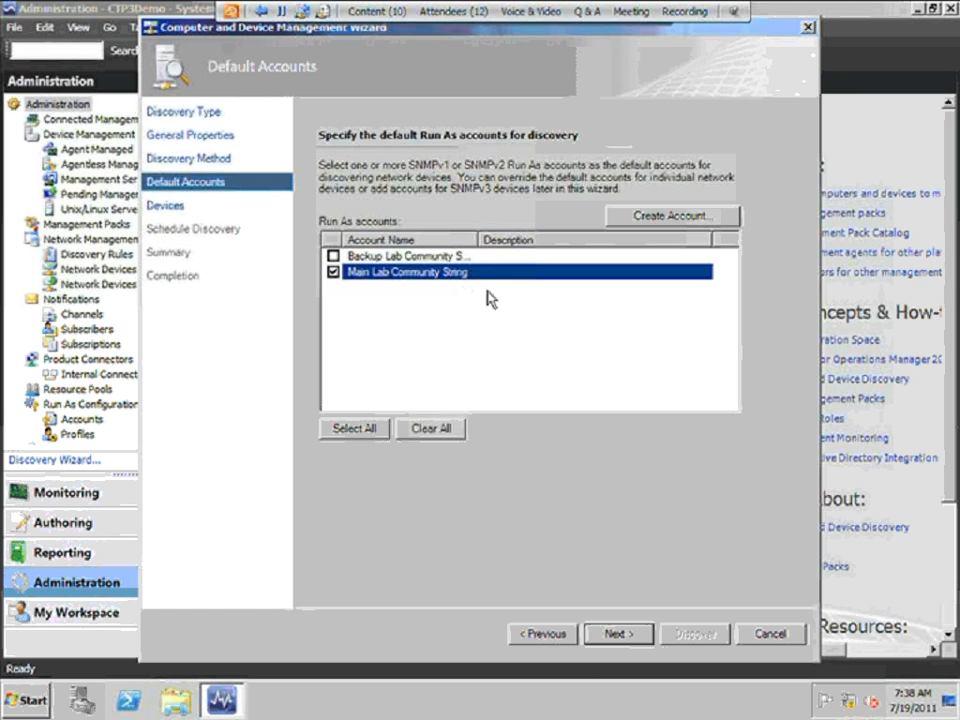 Administration - CTP3Demo - System
Content (10) Attendees (12) Voice & Video Q & A Meeting Recording
File Edit View Go
Computer and Device Management Wizard
Search
Default Accounts
Administration
Administration
Connected Managem
Device Management
Agent Managed
Agentless Manag
Management Ser
Pending Manager
Unix/Linux Serve
Management Packs
Network Managemen
Discovery Rules
Network Devices
Network Devices
Notifications
Channels
Subscribers
Subscriptions
Product Connectors
Internal Connect
Resource Pools
Run As Configuration
Accounts
Profiles
Discovery Wizard...
Monitoring
Authoring
Reporting
Administration
My Workspace
Discovery Type
General Properties
Discovery Method
Default Accounts
Devices
Schedule Discovery
Summary
Completion
Specify the default Run As accounts for discovery
Select one or more SNMPv1 or SNMPv2 Run As accounts as the default accounts for
discovering network devices. You can override the default accounts for individual network
devices or add accounts for SNMPv3 devices later in this wizard.
Create Account...
Run As accounts:
Account Name Description
Backup Lab Community S...
Main Lab Community String
Select All Clear All
< Previous Next > Discover Cancel
mputers and devices to m
gement packs
ment Pack Catalog
ment agents for other pla
ors for other management
ncepts & How-t
ration Space
or Operations Manager 20
d Device Discovery
gement Packs
oles
ent Monitoring
ive Directory Integration
bout:
d Device Discovery
Packs
Resources:
Ready
Start
7:38 AM
7/19/2011